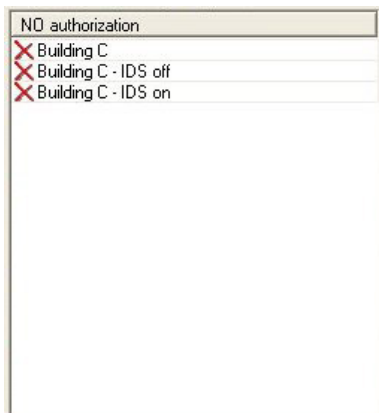 NO authorization
Building C
Building C - IDS off
Building C - IDS on